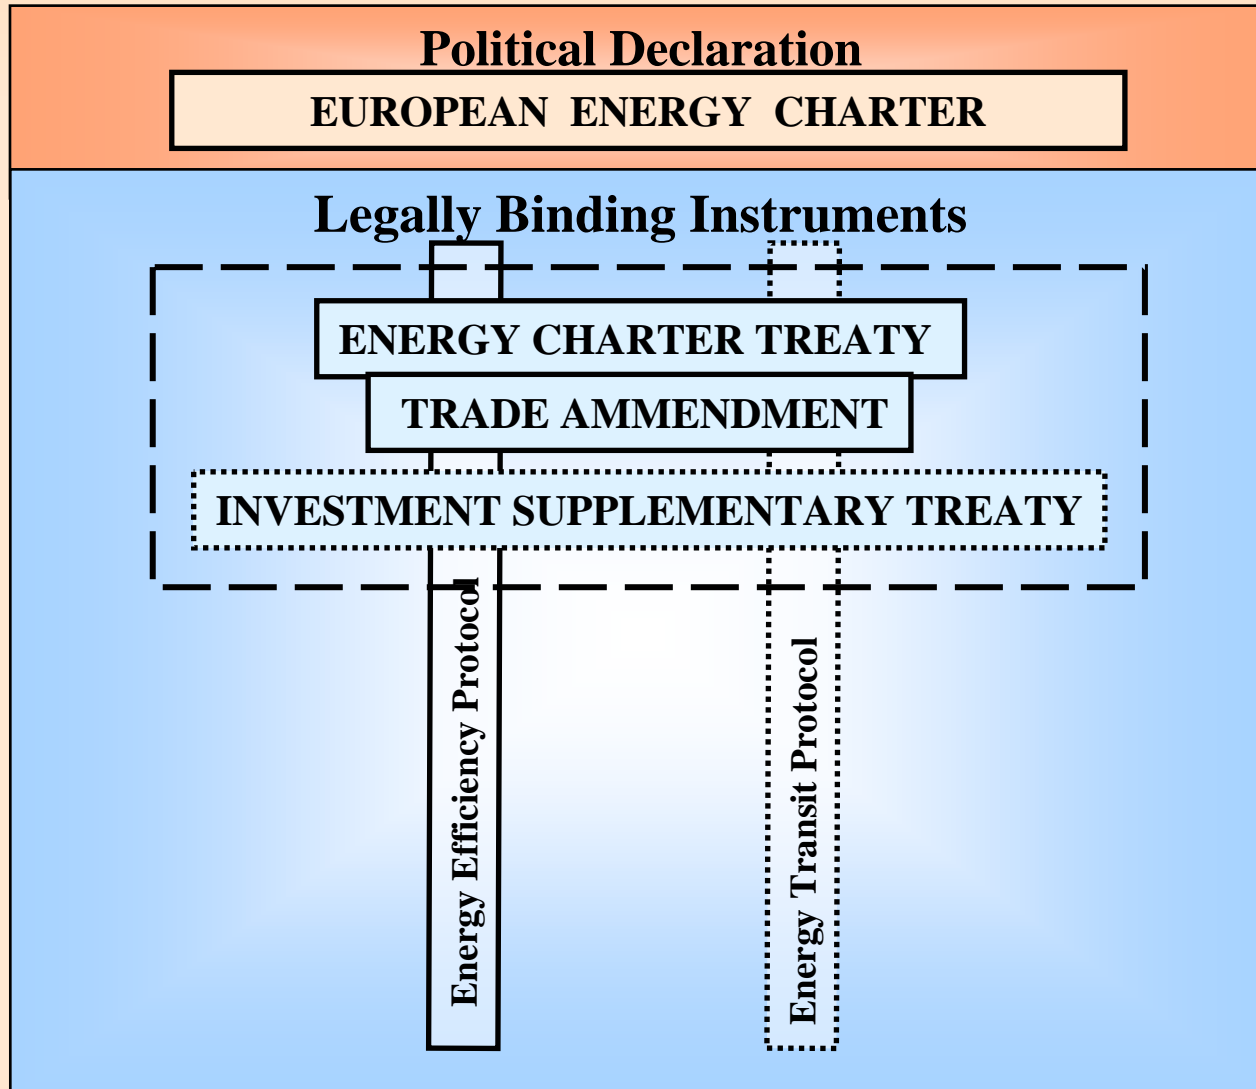 Political Declaration
EUROPEAN ENERGY CHARTER
Legally Binding Instruments
ENERGY CHARTER TREATY
TRADE AMMENDMENT
INVESTMENT SUPPLEMENTARY TREATY
Energy Efficiency Protocol
Energy Transit Protocol